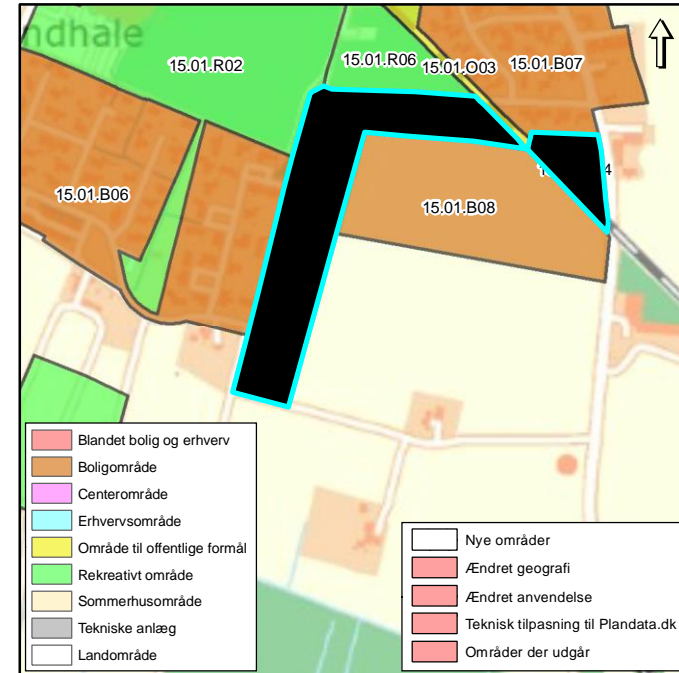 ndhale
15.01.R02
15.01.R06
15.01.O03
15.01.B07
15.01.B06
4
15.01.B08
Blandet bolig og erhverv
Boligområde
Centerområde
Erhvervsområde
Område til offentlige formål
Rekreativt område
Sommerhusområde
Tekniske anlæg
Landområde
Nye områder
Ændret geografi
Ændret anvendelse
Teknisk tilpasning til Plandata.dk
Områder der udgår